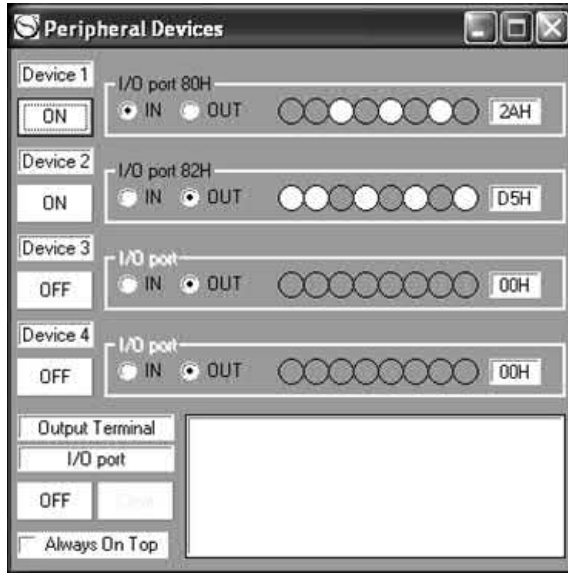 Peripheral Devices
Device 1
I/O port 80H
ON
IN OUT
2AH
Device 2
I/O port 82H
ON
IN OUT
D5H
Device 3
I/O port
OFF
IN OUT
00H
Device 4
I/O port
OFF
IN OUT
00H
Output Terminal
I/O port
OFF
Clear
Always On Top